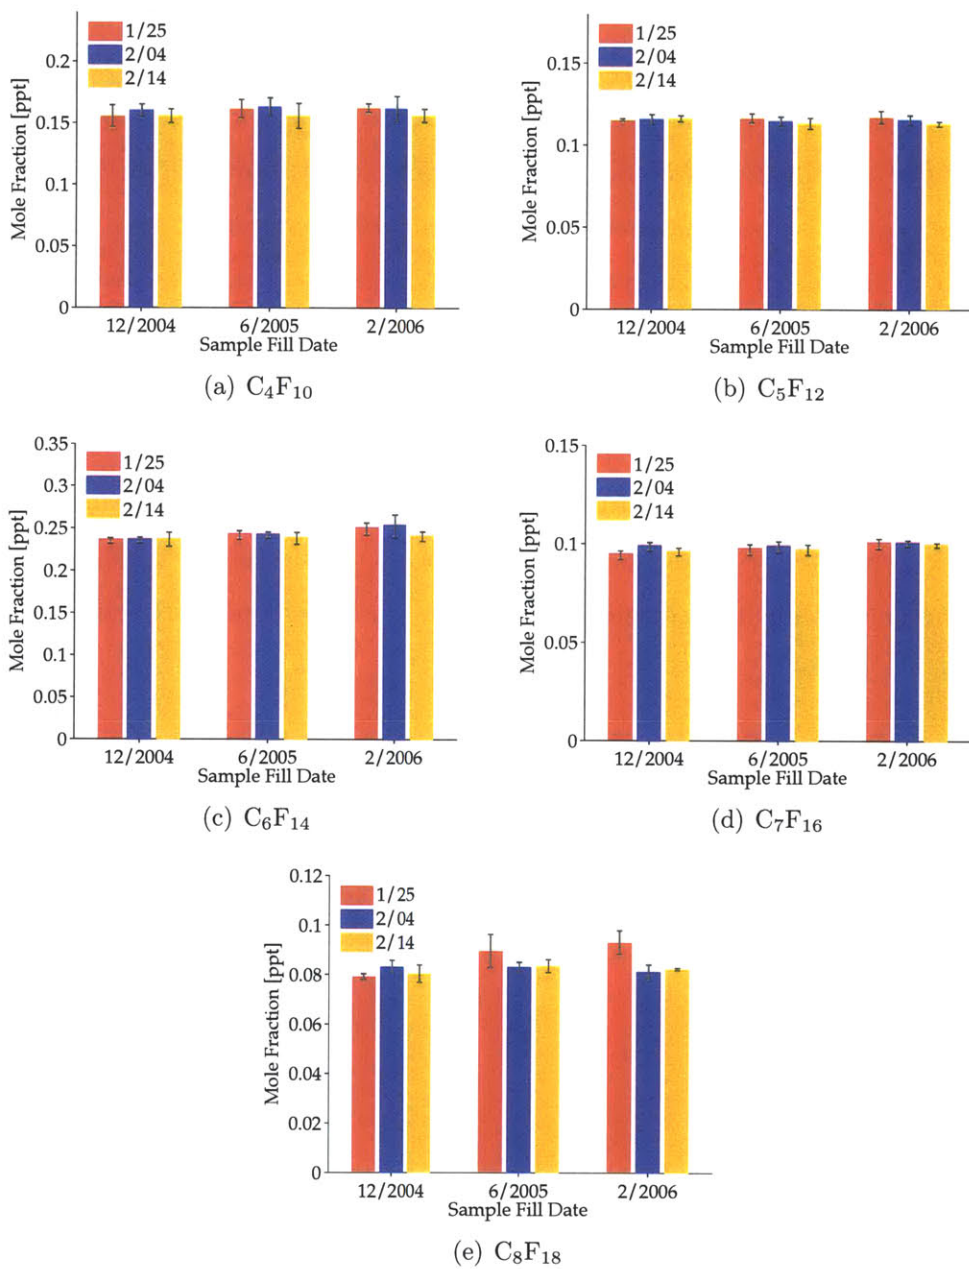 1/25
2/04
2/14
0.2
0.15
0.1
0.05
0
Mole Fraction [ppt]
12/2004 6/2005 2/2006
Sample Fill Date
(a) C₄F₁₀
1/25
2/04
2/14
0.15
0.1
0.05
0
Mole Fraction [ppt]
12/2004 6/2005 2/2006
Sample Fill Date
(b) C₅F₁₂
0.35
0.3
0.25
0.2
0.15
0.1
0.05
0
1/25
2/04
2/14
Mole Fraction [ppt]
12/2004 6/2005 2/2006
Sample Fill Date
(c) C₆F₁₄
0.15
0.1
0.05
0
1/25
2/04
2/14
Mole Fraction [ppt]
12/2004 6/2005 2/2006
Sample Fill Date
(d) C₇F₁₆
0.12
0.1
0.08
0.06
0.04
0.02
0
1/25
2/04
2/14
Mole Fraction [ppt]
12/2004 6/2005 2/2006
Sample Fill Date
(e) C₈F₁₈